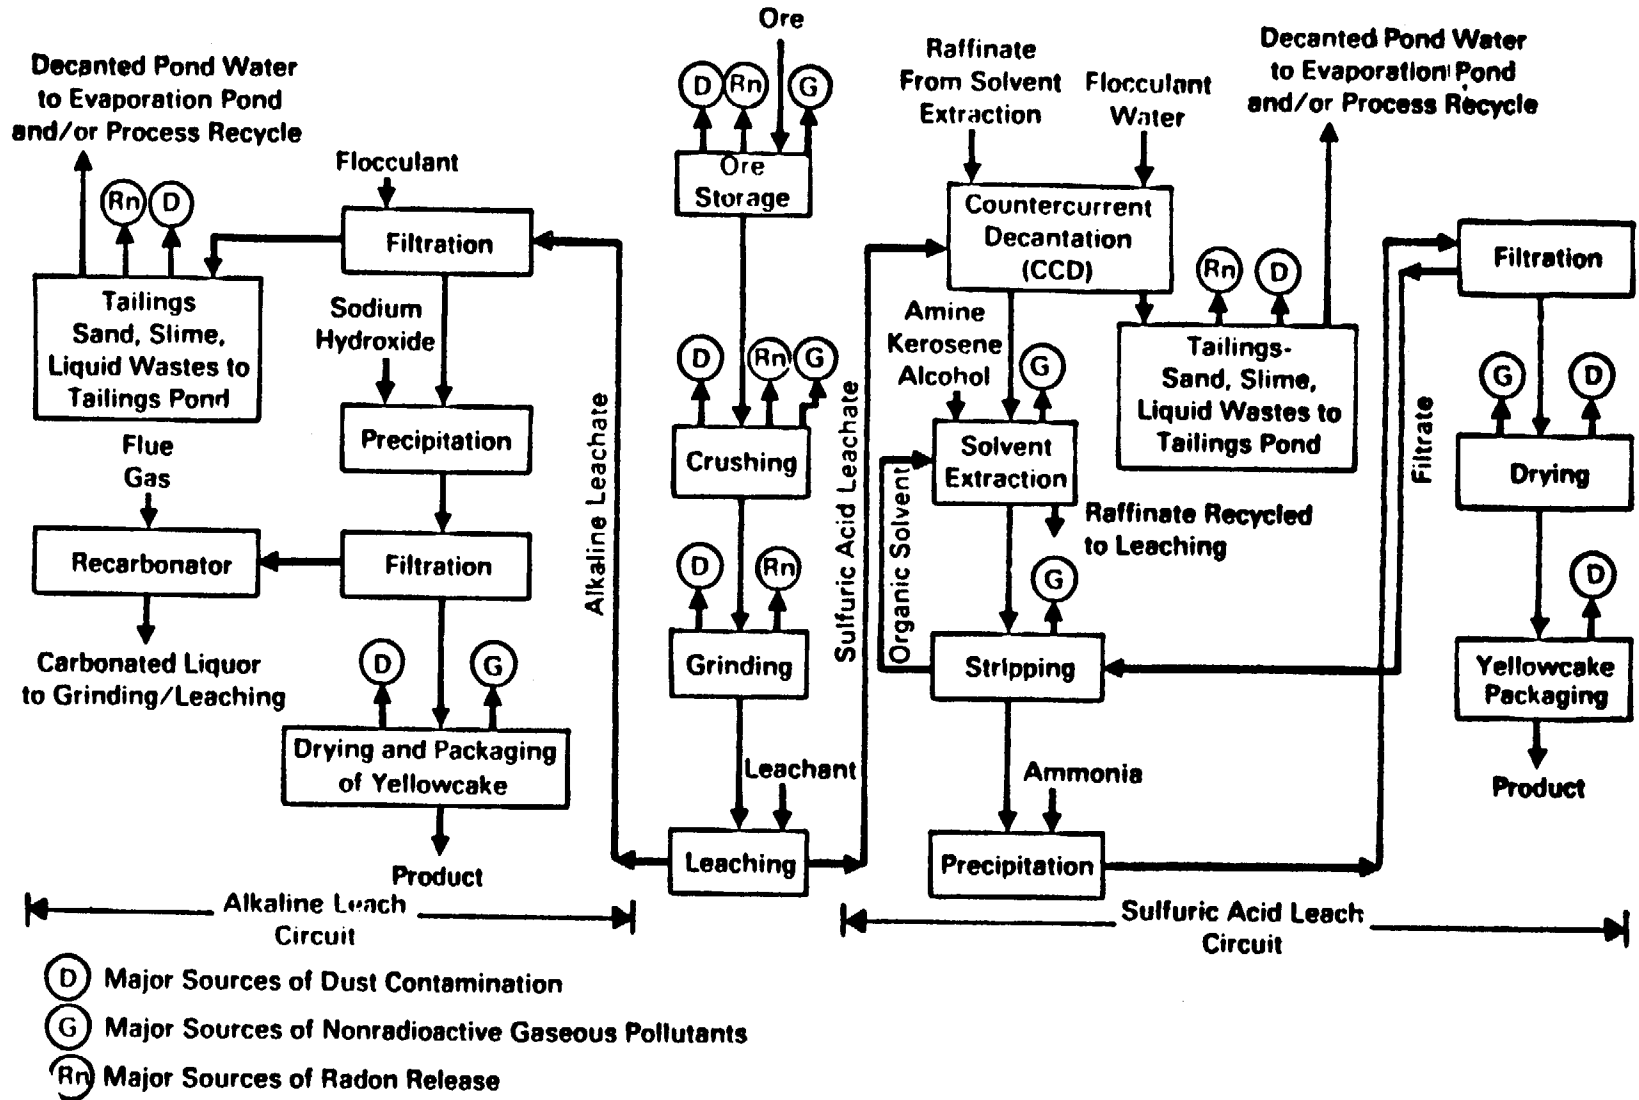 Ore
D
Rn
G
Ore
Storage
Decanted Pond Water
to Evaporation Pond
and/or Process Recycle
Rn
D
Flocculant
Filtration
Tailings
Sand, Slime,
Liquid Wastes to
Tailings Pond
Sodium
Hydroxide
Precipitation
Flue
Gas
Recarbonator
Filtration
Carbonated Liquor
to Grinding/Leaching
D
G
Drying and Packaging
of Yellowcake
Product
Alkaline Leachate
D
Rn
G
Crushing
D
Rn
Grinding
Leachant
Leaching
Sulfuric Acid Leachate
Raffinate
From Solvent
Extraction
Flocculant
Water
Countercurrent
Decantation
(CCD)
Decanted Pond Water
to Evaporation Pond
and/or Process Recycle
Rn
D
Tailings-
Sand, Slime,
Liquid Wastes to
Tailings Pond
Amine
Kerosene
Alcohol
G
Solvent
Extraction
Raffinate Recycled
to Leaching
Organic Solvent
G
Stripping
Ammonia
Precipitation
Filtrate
Filtration
G
D
Drying
D
Yellowcake
Packaging
Product
Alkaline Leach
Circuit
Sulfuric Acid Leach
Circuit
D Major Sources of Dust Contamination
G Major Sources of Nonradioactive Gaseous Pollutants
Rn Major Sources of Radon Release